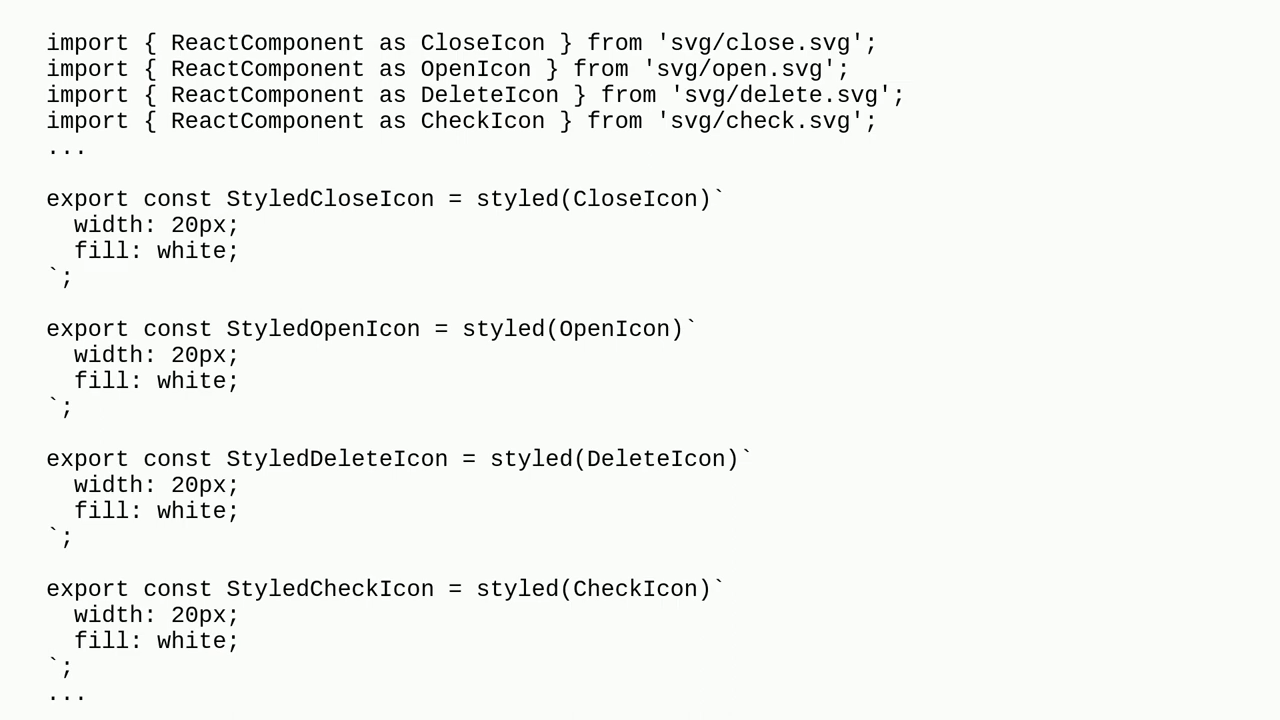 import { ReactComponent as CloseIcon } from 'svg/close.svg';
import { ReactComponent as OpenIcon } from 'svg/open.svg';
import { ReactComponent as DeleteIcon } from 'svg/delete.svg';
import { ReactComponent as CheckIcon } from 'svg/check.svg';
...

export const StyledCloseIcon = styled(CloseIcon)`
  width: 20px;
  fill: white;
`;

export const StyledOpenIcon = styled(OpenIcon)`
  width: 20px;
  fill: white;
`;

export const StyledDeleteIcon = styled(DeleteIcon)`
  width: 20px;
  fill: white;
`;

export const StyledCheckIcon = styled(CheckIcon)`
  width: 20px;
  fill: white;
`;
...